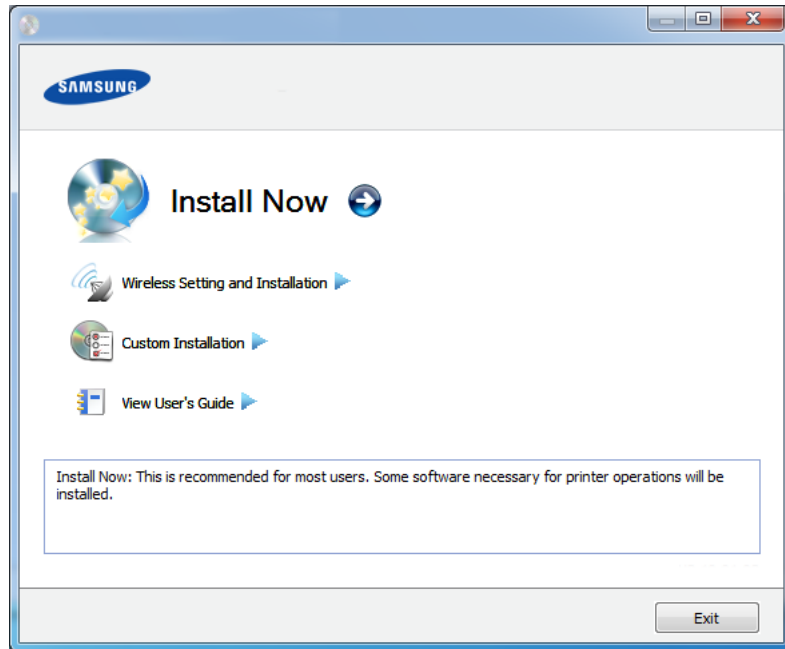 SAMSUNG
Install Now
Wireless Setting and Installation
Custom Installation
View User's Guide
Install Now: This is recommended for most users. Some software necessary for printer operations will be
installed.
Exit